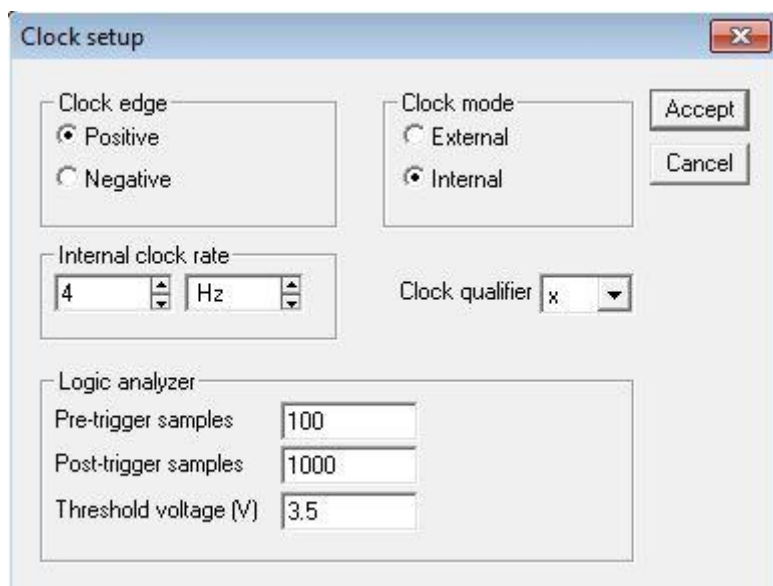 Clock setup
Clock edge
Positive
Negative
Clock mode
External
Internal
Accept
Cancel
Internal clock rate
4 Hz
Clock qualifier x
Logic analyzer
Pre-trigger samples 100
Post-trigger samples 1000
Threshold voltage (V) 3.5